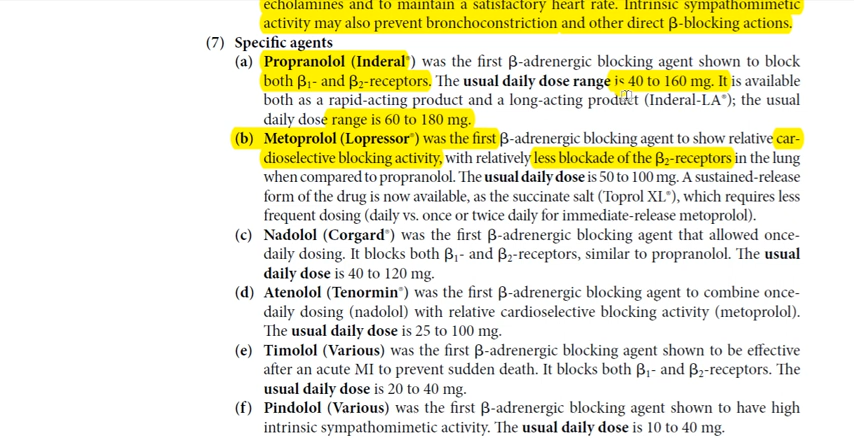 echolamines and to maintain a satisfactory heart rate. Intrinsic sympathomimetic
activity may also prevent bronchoconstriction and other direct β-blocking actions.
(7) Specific agents
(a) Propranolol (Inderal®) was the first β-adrenergic blocking agent shown to block
both β₁- and β₂-receptors. The usual daily dose range is 40 to 160 mg. It is available
both as a rapid-acting product and a long-acting product (Inderal-LA®); the usual
daily dose range is 60 to 180 mg.
(b) Metoprolol (Lopressor®) was the first β-adrenergic blocking agent to show relative car-
dioselective blocking activity, with relatively less blockade of the β₂-receptors in the lung
when compared to propranolol. The usual daily dose is 50 to 100 mg. A sustained-release
form of the drug is now available, as the succinate salt (Toprol XL®), which requires less
frequent dosing (daily vs. once or twice daily for immediate-release metoprolol).
(c) Nadolol (Corgard®) was the first β-adrenergic blocking agent that allowed once-
daily dosing. It blocks both β₁- and β₂-receptors, similar to propranolol. The usual
daily dose is 40 to 120 mg.
(d) Atenolol (Tenormin®) was the first β-adrenergic blocking agent to combine once-
daily dosing (nadolol) with relative cardioselective blocking activity (metoprolol).
The usual daily dose is 25 to 100 mg.
(e) Timolol (Various) was the first β-adrenergic blocking agent shown to be effective
after an acute MI to prevent sudden death. It blocks both β₁- and β₂-receptors. The
usual daily dose is 20 to 40 mg.
(f) Pindolol (Various) was the first β-adrenergic blocking agent shown to have high
intrinsic sympathomimetic activity. The usual daily dose is 10 to 40 mg.